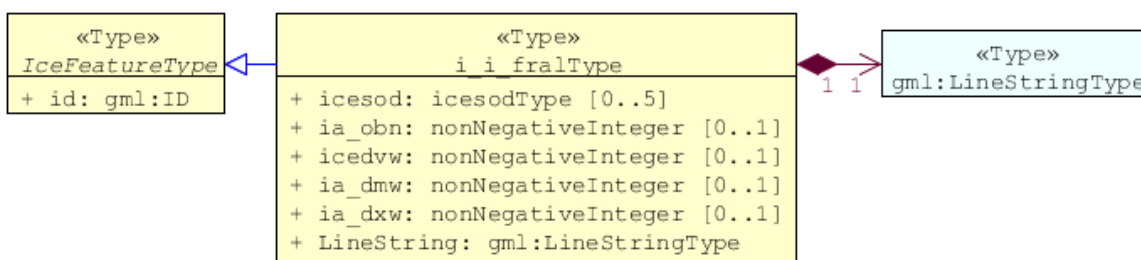 «Type»
IceFeatureType
+ id: gml:ID
«Type»
i_i_fralType
+ icesod: icesodType [0..5]
+ ia_obn: nonNegativeInteger [0..1]
+ icedvw: nonNegativeInteger [0..1]
+ ia_dmw: nonNegativeInteger [0..1]
+ ia_dxw: nonNegativeInteger [0..1]
+ LineString: gml:LineStringType
1 1
«Type»
gml:LineStringType